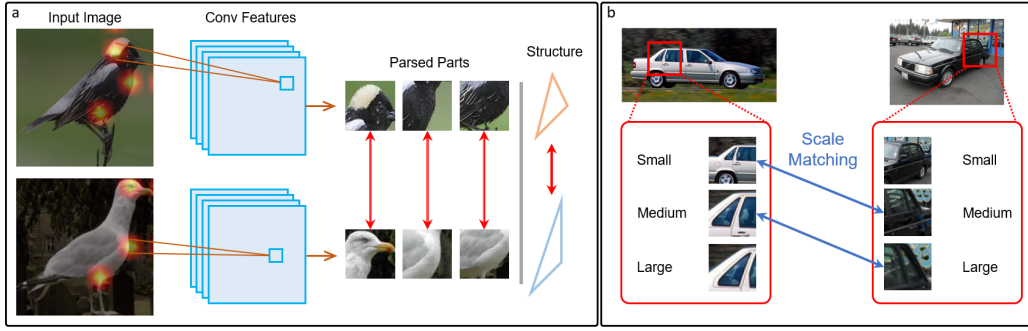 a
Input Image
Conv Features
Parsed Parts
Structure
b
Scale
Matching
Small
Medium
Large
Small
Medium
Large